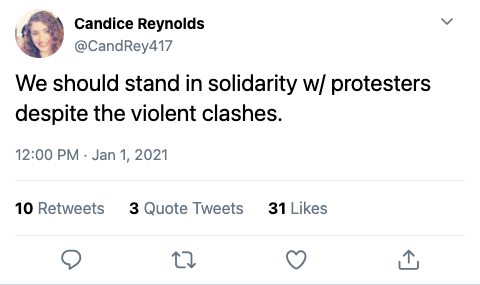 Candice Reynolds
@CandRey417
We should stand in solidarity w/ protesters
despite the violent clashes.
12:00 PM · Jan 1, 2021
10 Retweets 3 Quote Tweets 31 Likes